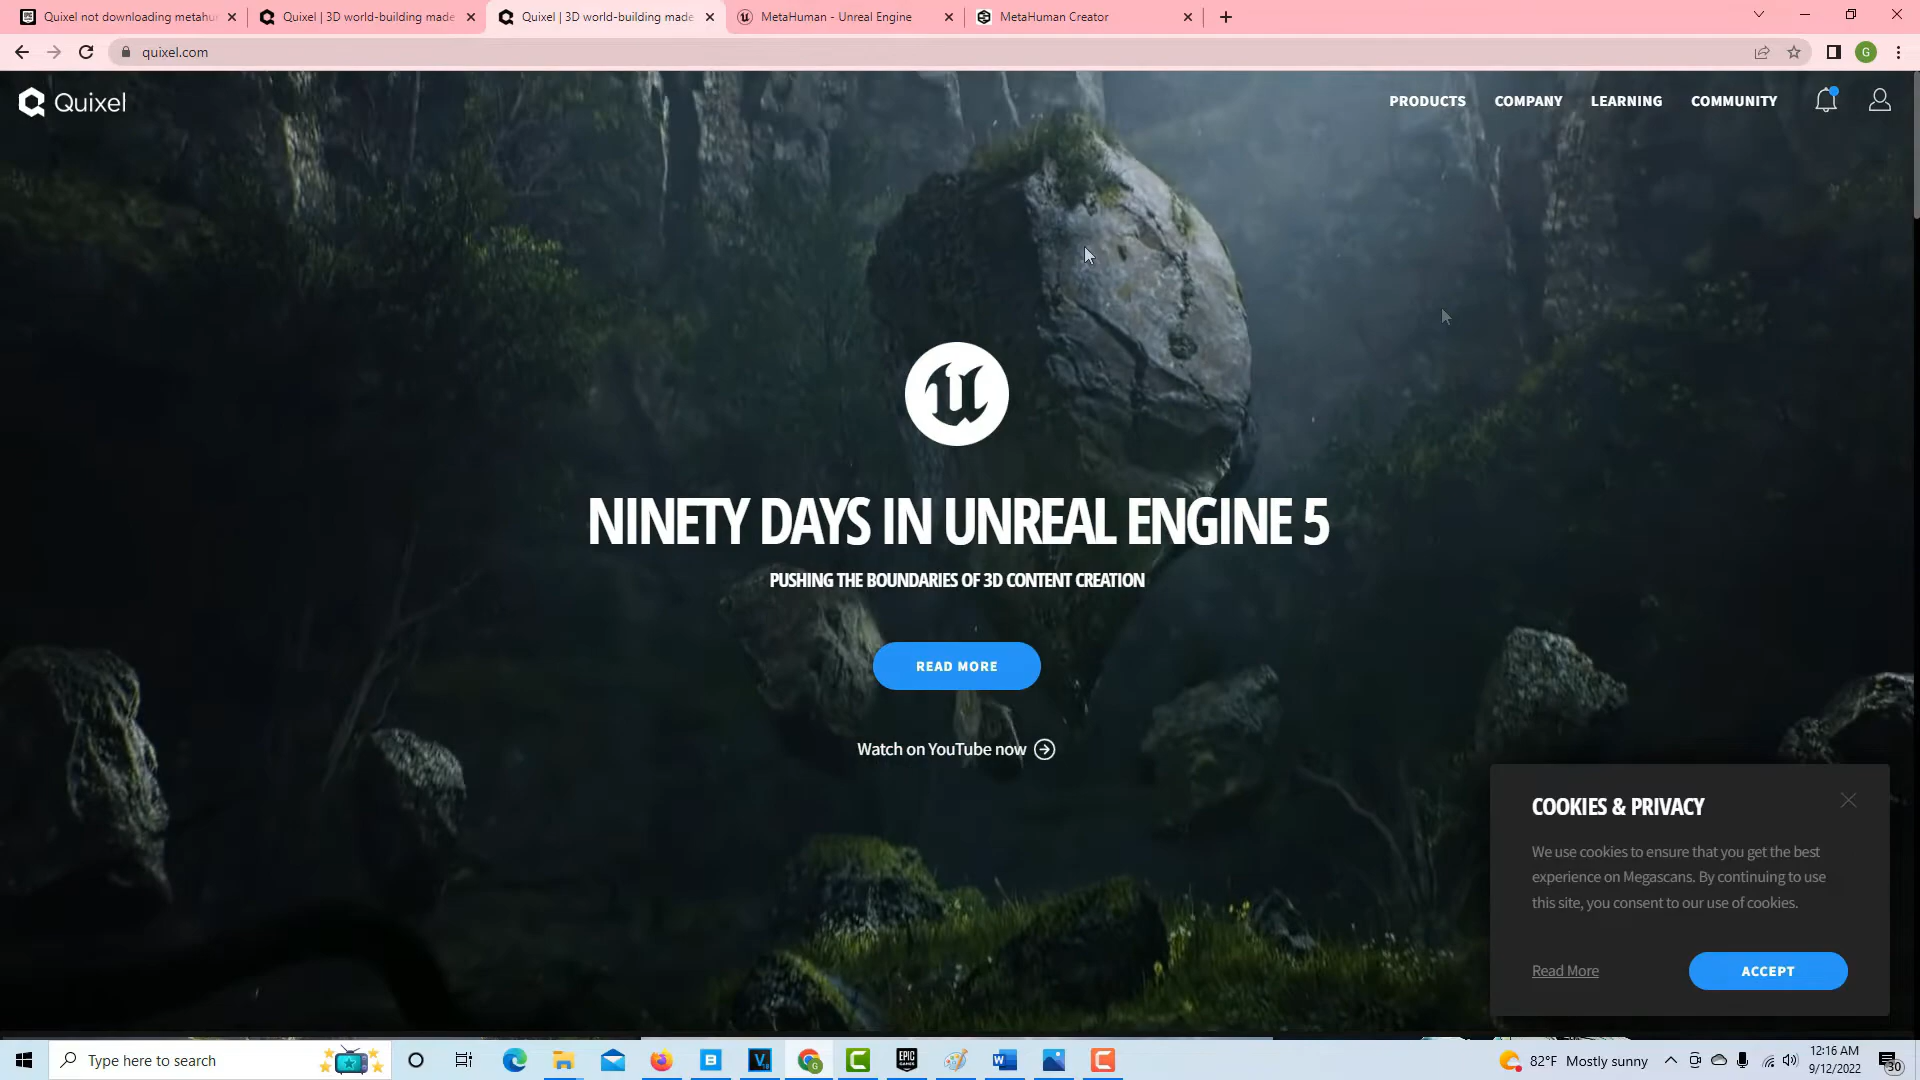 Quixel not downloading metahu
Quixel | 3D world-building made
Quixel | 3D world-building made
MetaHuman - Unreal Engine
MetaHuman Creator
quixel.com
G
Quixel
PRODUCTS
COMPANY
LEARNING
COMMUNITY
NINETY DAYS IN UNREAL ENGINE 5
PUSHING THE BOUNDARIES OF 3D CONTENT CREATION
READ MORE
Watch on YouTube now
COOKIES & PRIVACY
We use cookies to ensure that you get the best
experience on Megascans. By continuing to use
this site, you consent to our use of cookies.
Read More
ACCEPT
Type here to search
EPIC
GAMES
82°F Mostly sunny
12:16 AM
9/12/2022
30